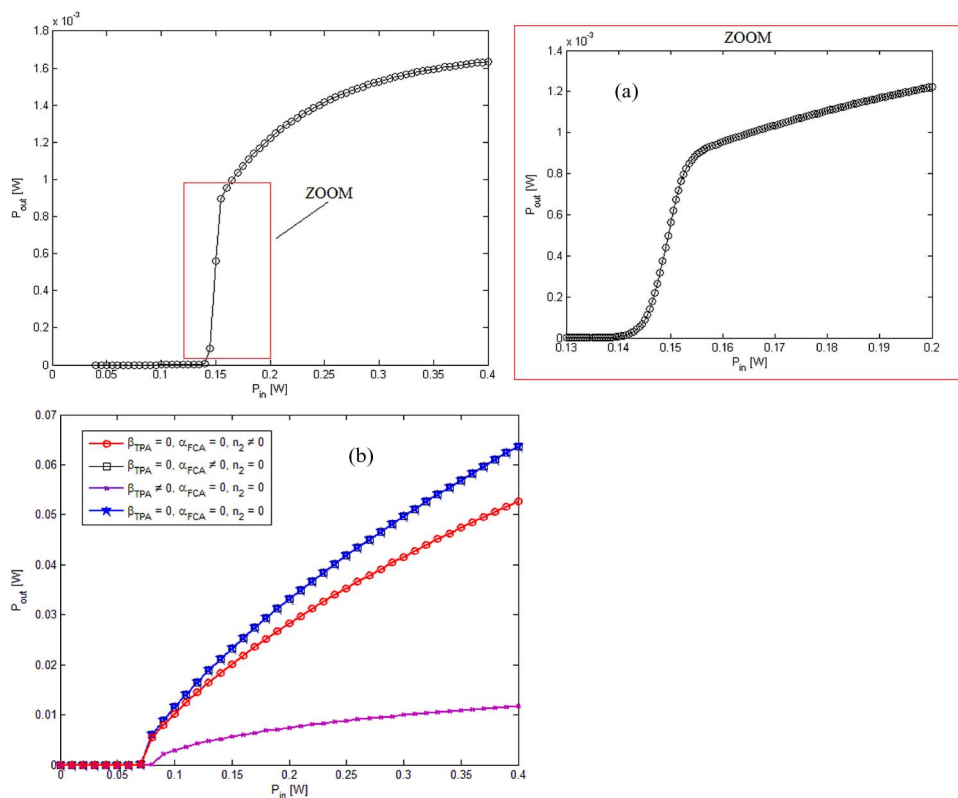 x 10⁻³
1.8
1.6
1.4
1.2
1
0.8
0.6
0.4
0.2
0
0 0.05 0.1 0.15 0.2 0.25 0.3 0.35 0.4
P_in [W]
P_out [W]
ZOOM
ZOOM
x 10⁻³
(a)
1.4
1.2
1
0.8
0.6
0.4
0.2
0
0.13 0.14 0.15 0.16 0.17 0.18 0.19 0.2
P_in [W]
P_out [W]
(b)
β_TPA = 0, α_FCA = 0, n₂ ≠ 0
β_TPA = 0, α_FCA ≠ 0, n₂ = 0
β_TPA ≠ 0, α_FCA = 0, n₂ = 0
β_TPA = 0, α_FCA = 0, n₂ = 0
0.07
0.06
0.05
0.04
0.03
0.02
0.01
0
0 0.05 0.1 0.15 0.2 0.25 0.3 0.35 0.4
P_in [W]
P_out [W]